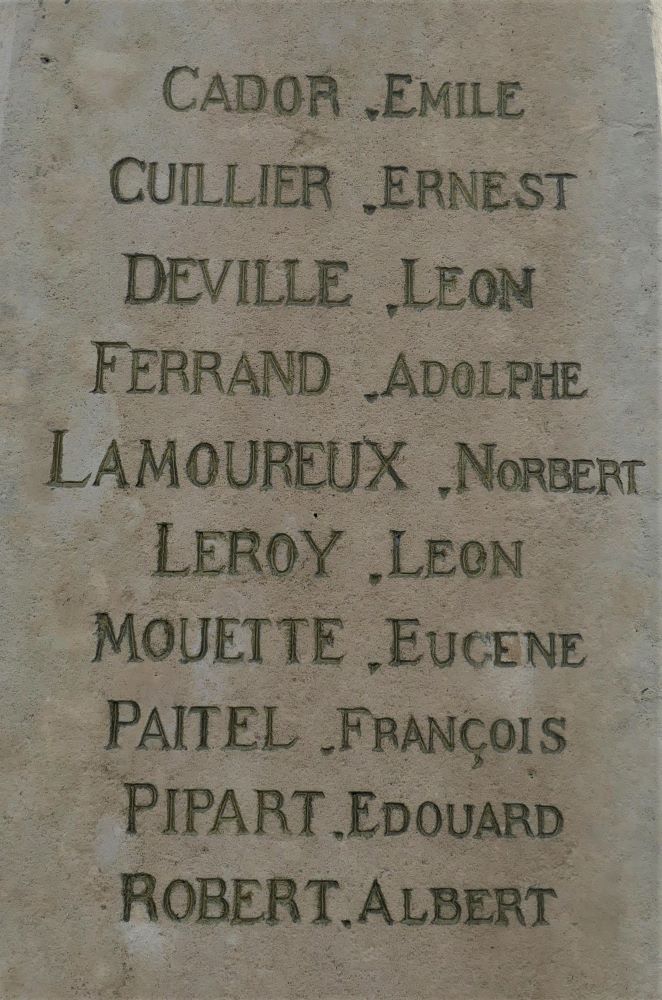 CADOR .EMILE
CUILLIER .ERNEST
DEVILLE .LEON
FERRAND .ADOLPHE
LAMOUREUX .NORBERT
LEROY .LEON
MOUETTE .EUGENE
PAITEL .FRANÇOIS
PIPART .EDOUARD
ROBERT .ALBERT